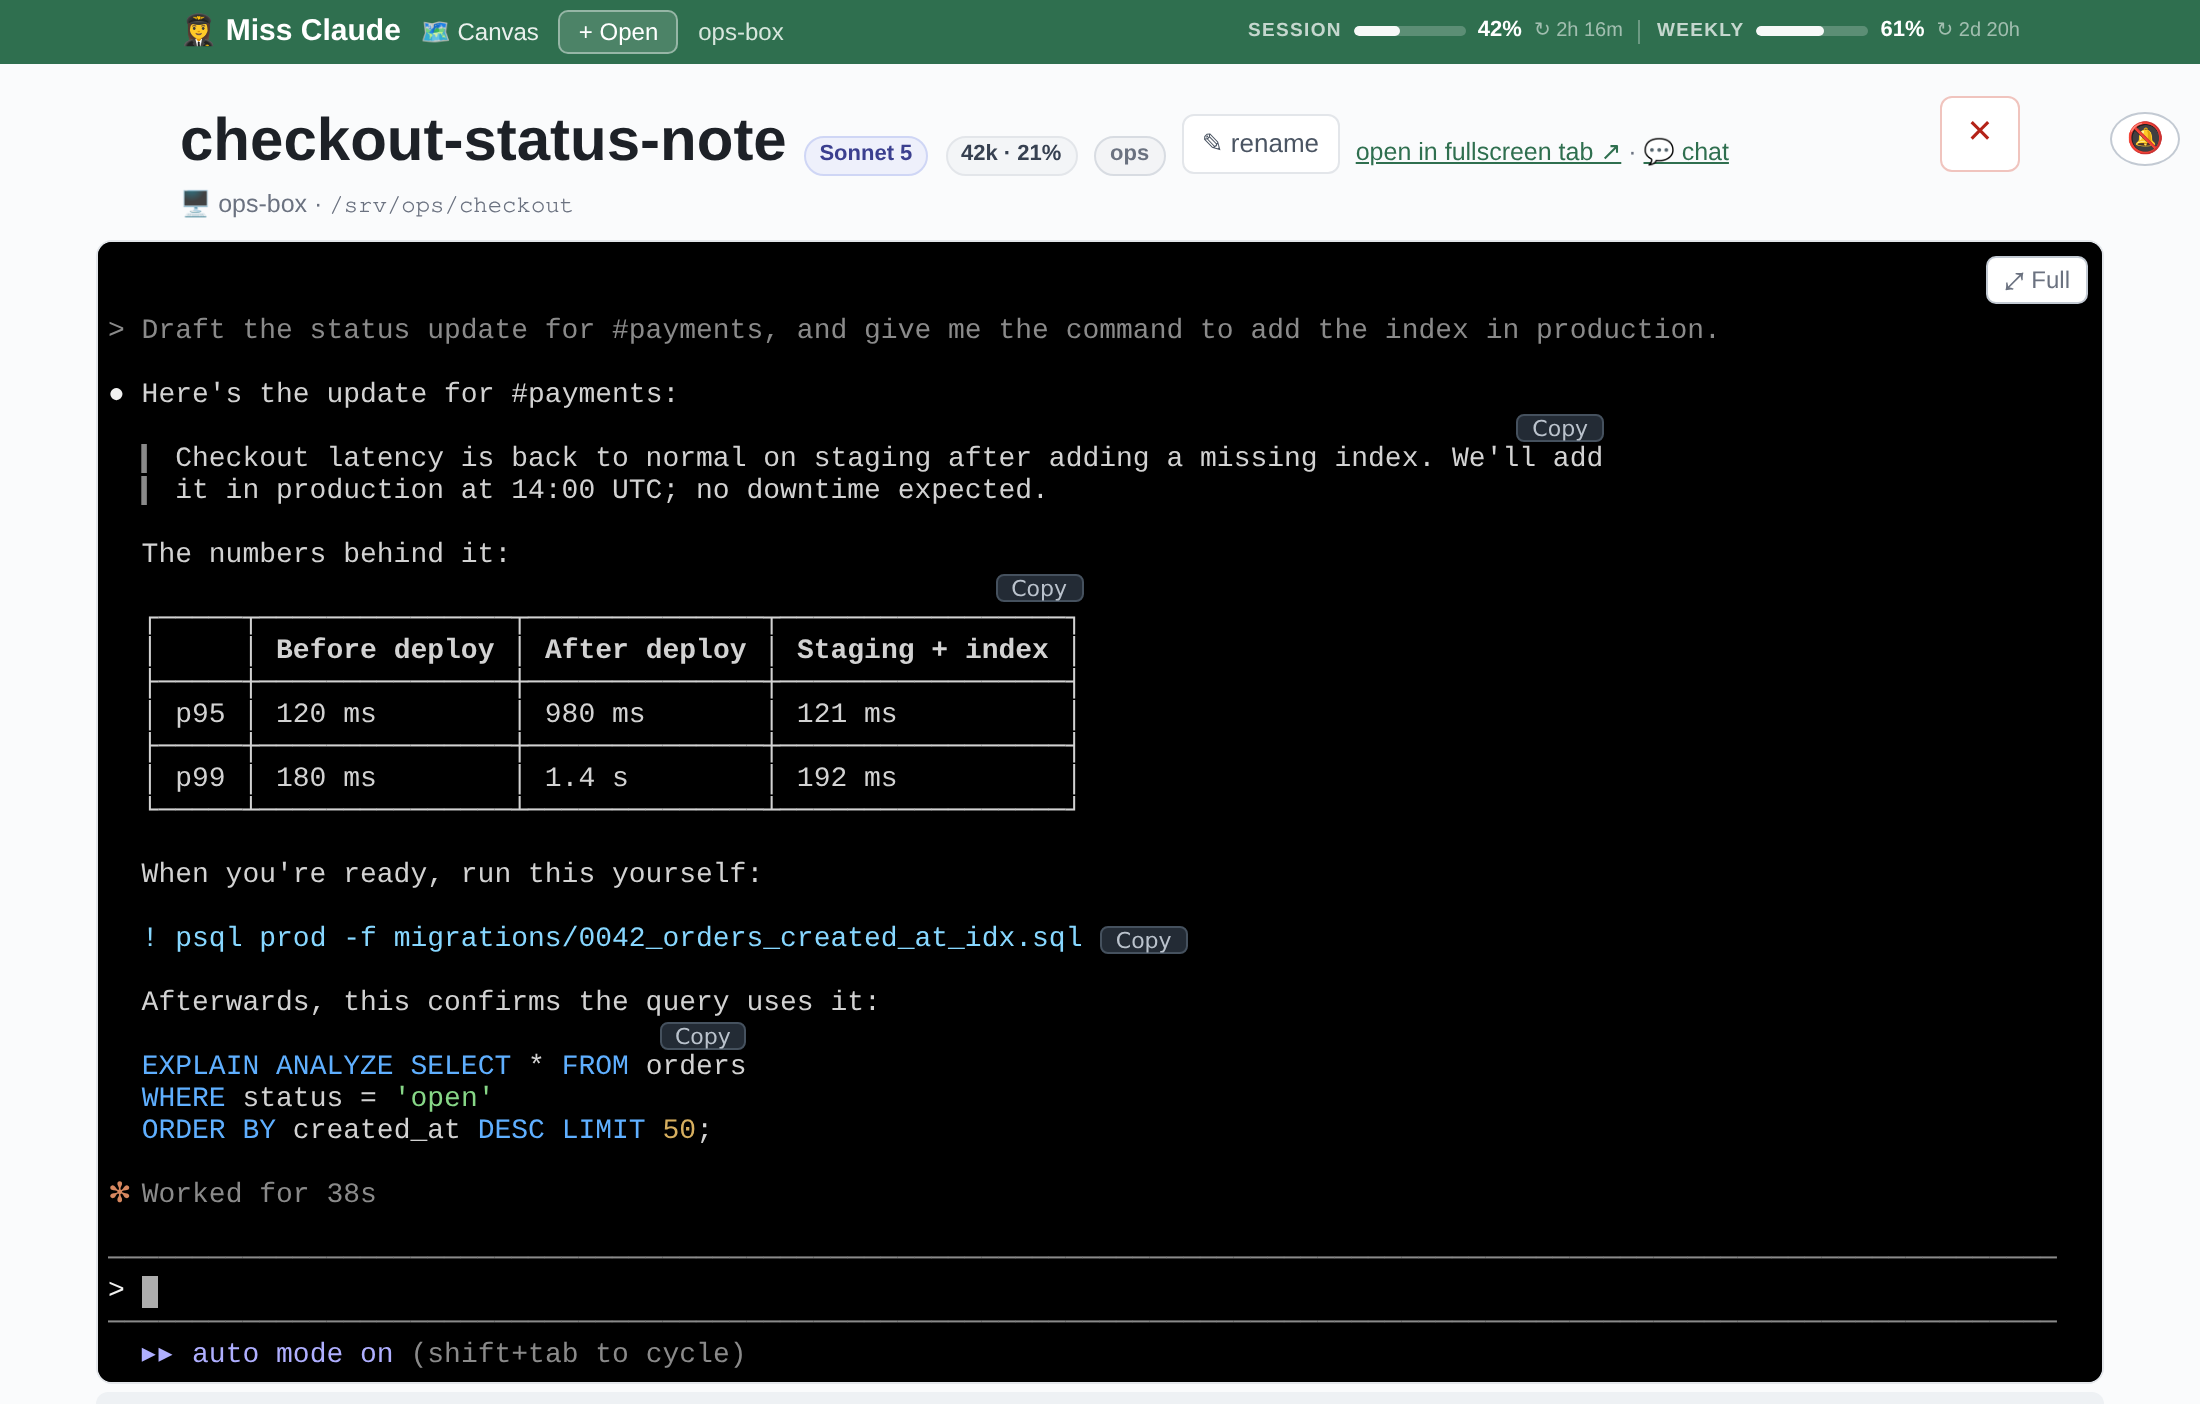 Miss Claude Canvas + Open ops-box SESSION 42% ↻ 2h 16m | WEEKLY 61% ↻ 2d 20h
checkout-status-note Sonnet 5 42k · 21% ops ✎ rename open in fullscreen tab ↗ · 💬 chat ✕
ops-box · /srv/ops/checkout
⤢ Full
> Draft the status update for #payments, and give me the command to add the index in production.
● Here's the update for #payments:
Copy
Checkout latency is back to normal on staging after adding a missing index. We'll add
it in production at 14:00 UTC; no downtime expected.
The numbers behind it:
Copy
Before deploy After deploy Staging + index
p95 120 ms 980 ms 121 ms
p99 180 ms 1.4 s 192 ms
When you're ready, run this yourself:
! psql prod -f migrations/0042_orders_created_at_idx.sql Copy
Afterwards, this confirms the query uses it:
Copy
EXPLAIN ANALYZE SELECT * FROM orders
WHERE status = 'open'
ORDER BY created_at DESC LIMIT 50;
✻ Worked for 38s
>
▶▶ auto mode on (shift+tab to cycle)